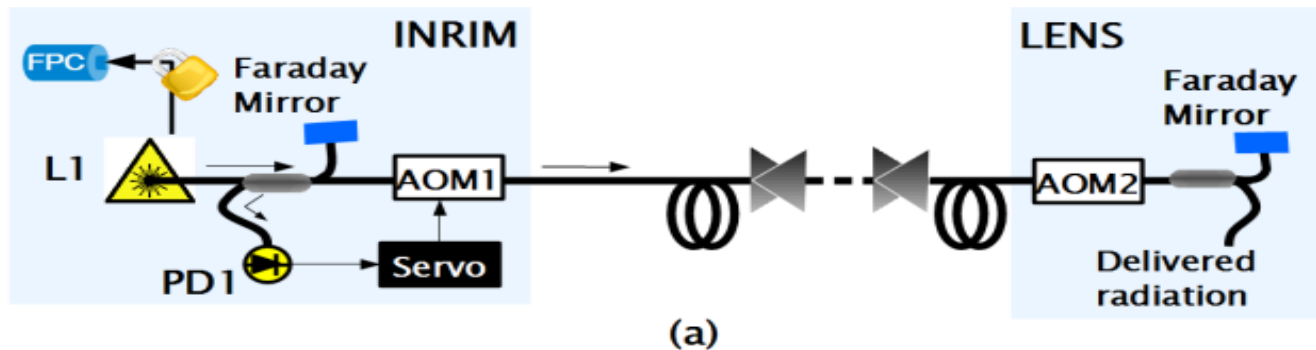 INRIM
LENS
FPC
Faraday
Mirror
Faraday
Mirror
L1
AOM1
AOM2
PD1
Servo
Delivered
radiation
(a)